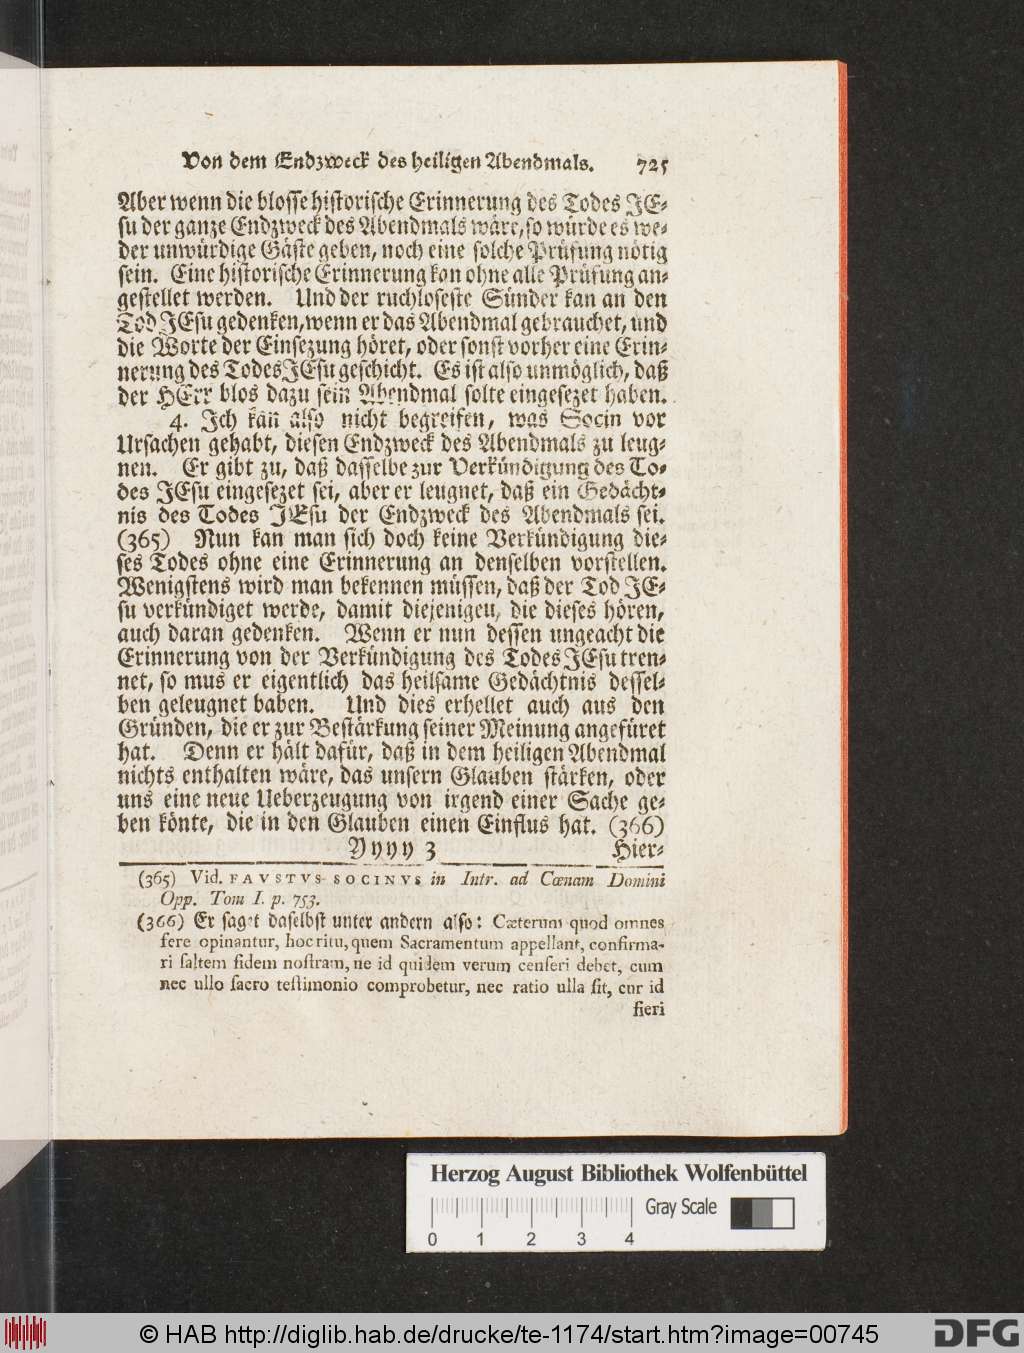 Von dem Endzweck des heiligen Abendmals. 725
Aber wenn die blosse historische Erinnerung des Todes JE-
su der ganze Endzweck des Abendmals wäre, so würde es we-
der unwürdige Gäste geben, noch eine solche Prüfung nötig
sein. Eine historische Erinnerung kan ohne alle Prüfung an-
gestellet werden. Und der ruchloseste Sünder kan an den
Tod JEsu gedenken, wenn er das Abendmal gebrauchet, und
die Worte der Einsezung höret, oder sonst vorher eine Erin-
nerung des Todes JEsu geschicht. Es ist also unmöglich, daß
der HErr blos dazu sein Abendmal solte eingesezet haben.
4. Ich kan also nicht begreifen, was Socin vor
Ursachen gehabt, diesen Endzweck des Abendmals zu leug-
nen. Er gibt zu, daß dasselbe zur Verkündigung des To-
des JEsu eingesezet sei, aber er leugnet, daß ein Gedächt-
nis des Todes JEsu der Endzweck des Abendmals sei.
(365) Nun kan man sich doch keine Verkündigung die-
ses Todes ohne eine Erinnerung an denselben vorstellen.
Wenigstens wird man bekennen müssen, daß der Tod JE-
su verkündiget werde, damit diejenigen, die dieses hören,
auch daran gedenken. Wenn er nun dessen ungeacht die
Erinnerung von der Verkündigung des Todes JEsu tren-
net, so mus er eigentlich das heilsame Gedächtnis dessel-
ben geleugnet haben. Und dies erhellet auch aus den
Gründen, die er zur Bestärkung seiner Meinung angefüret
hat. Denn er hält dafür, daß in dem heiligen Abendmal
nichts enthalten wäre, das unsern Glauben stärken, oder
uns eine neue Ueberzeugung von irgend einer Sache ge-
ben könte, die in den Glauben einen Einflus hat. (366)
Yyyy 3 Hier-
(365) Vid. FAVSTVS SOCINVS in Intr. ad Cœnam Domini
Opp. Tom I. p. 753.
(366) Er saget daselbst unter andern also: Cæterum quod omnes
fere opinantur, hoc ritu, quem Sacramentum appellant, confirma-
ri saltem fidem nostram, ne id quidem verum censeri debet, cum
nec ullo sacro testimonio comprobetur, nec ratio ulla sit, cur id
fieri
Herzog August Bibliothek Wolfenbüttel
Gray Scale
0 1 2 3 4
© HAB http://diglib.hab.de/drucke/te-1174/start.htm?image=00745
DFG